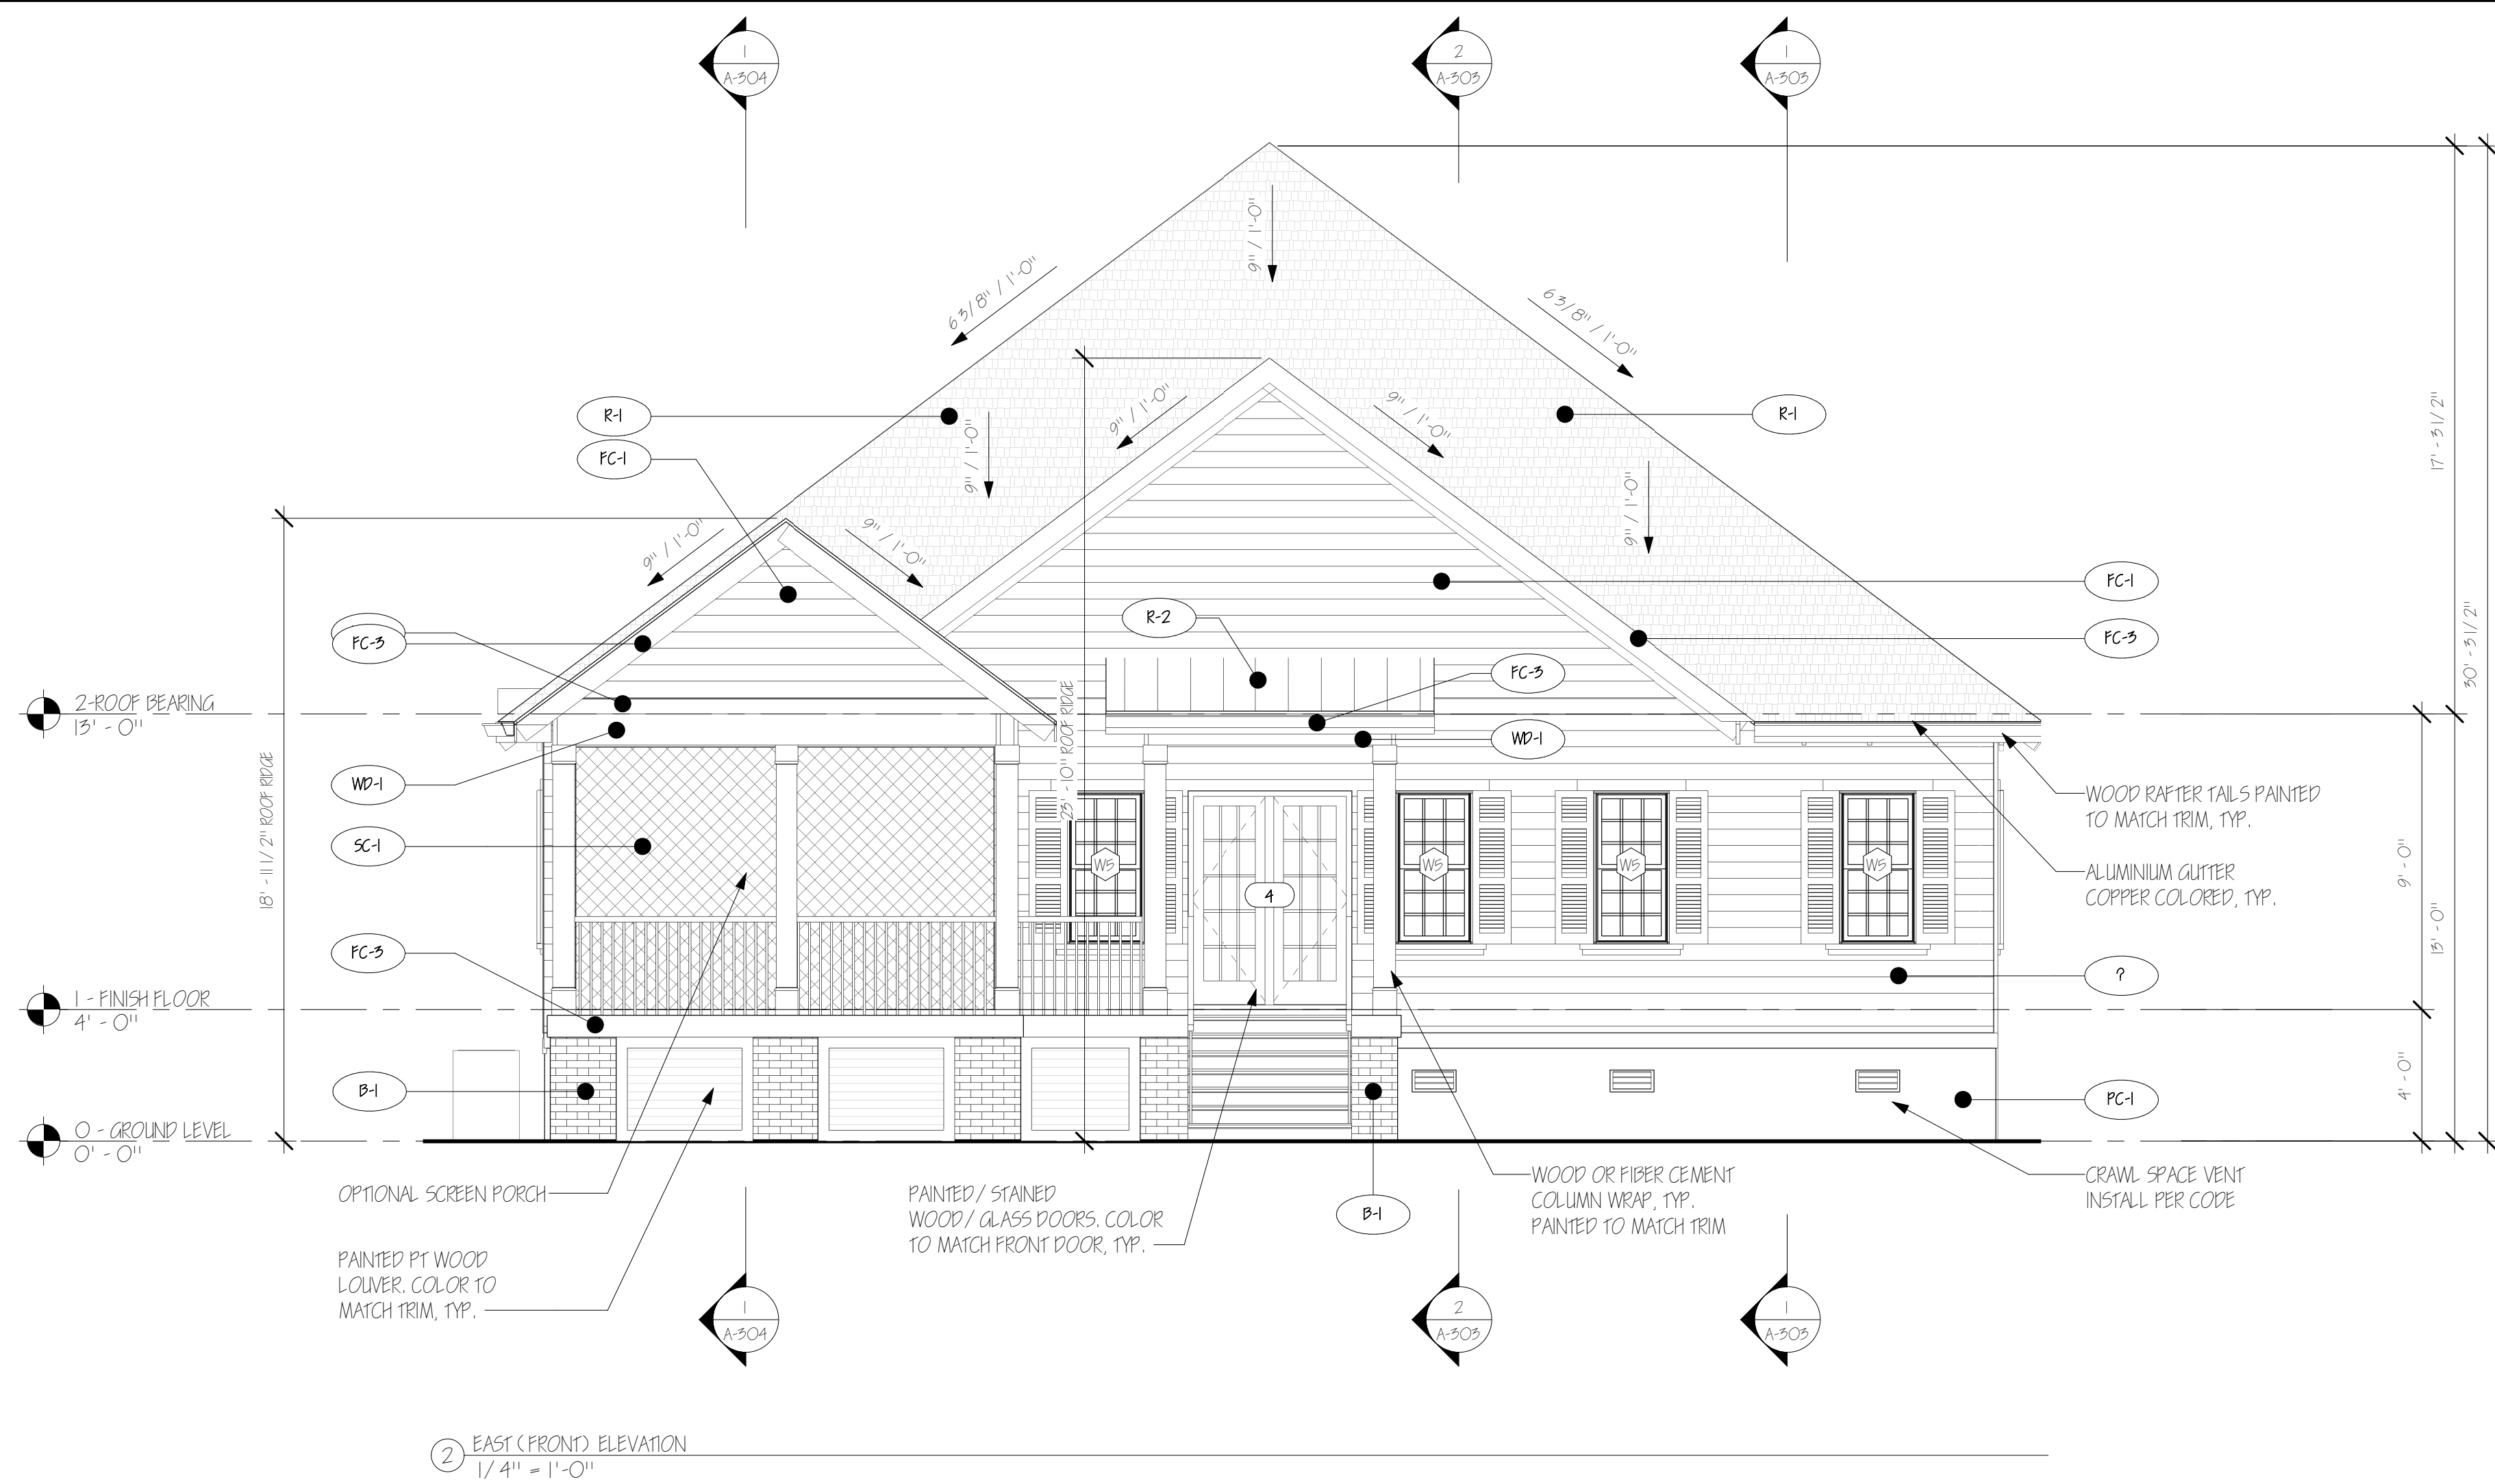 1
A-304
2
A-303
1
A-303
9" / 1'-0"
6 3/8" / 1'-0"
6 3/8" / 1'-0"
R-1
9" / 1'-0"
9" / 1'-0"
9" / 1'-0"
R-1
17' - 3 1/2"
FC-1
9" / 1'-0"
9" / 1'-0"
9" / 1'-0"
FC-1
30' - 3 1/2"
R-2
FC-3
FC-3
FC-3
2-ROOF BEARING
13' - 0"
WD-1
WD-1
23' - 10" ROOF RIDGE
18' - 11 1/2" ROOF RIDGE
WOOD RAFTER TAILS PAINTED
TO MATCH TRIM, TYP.
SC-1
W5
W5
W5
W5
4
ALUMINIUM GUTTER
COPPER COLORED, TYP.
9' - 0"
13' - 0"
FC-3
?
1 - FINISH FLOOR
4' - 0"
B-1
PC-1
4' - 0"
0 - GROUND LEVEL
0' - 0"
OPTIONAL SCREEN PORCH
PAINTED / STAINED
WOOD / GLASS DOORS. COLOR
TO MATCH FRONT DOOR, TYP.
B-1
WOOD OR FIBER CEMENT
COLUMN WRAP, TYP.
PAINTED TO MATCH TRIM
CRAWL SPACE VENT
INSTALL PER CODE
PAINTED PT WOOD
LOUVER. COLOR TO
MATCH TRIM, TYP.
1
A-304
2
A-303
1
A-303
2
EAST (FRONT) ELEVATION
1/4" = 1'-0"